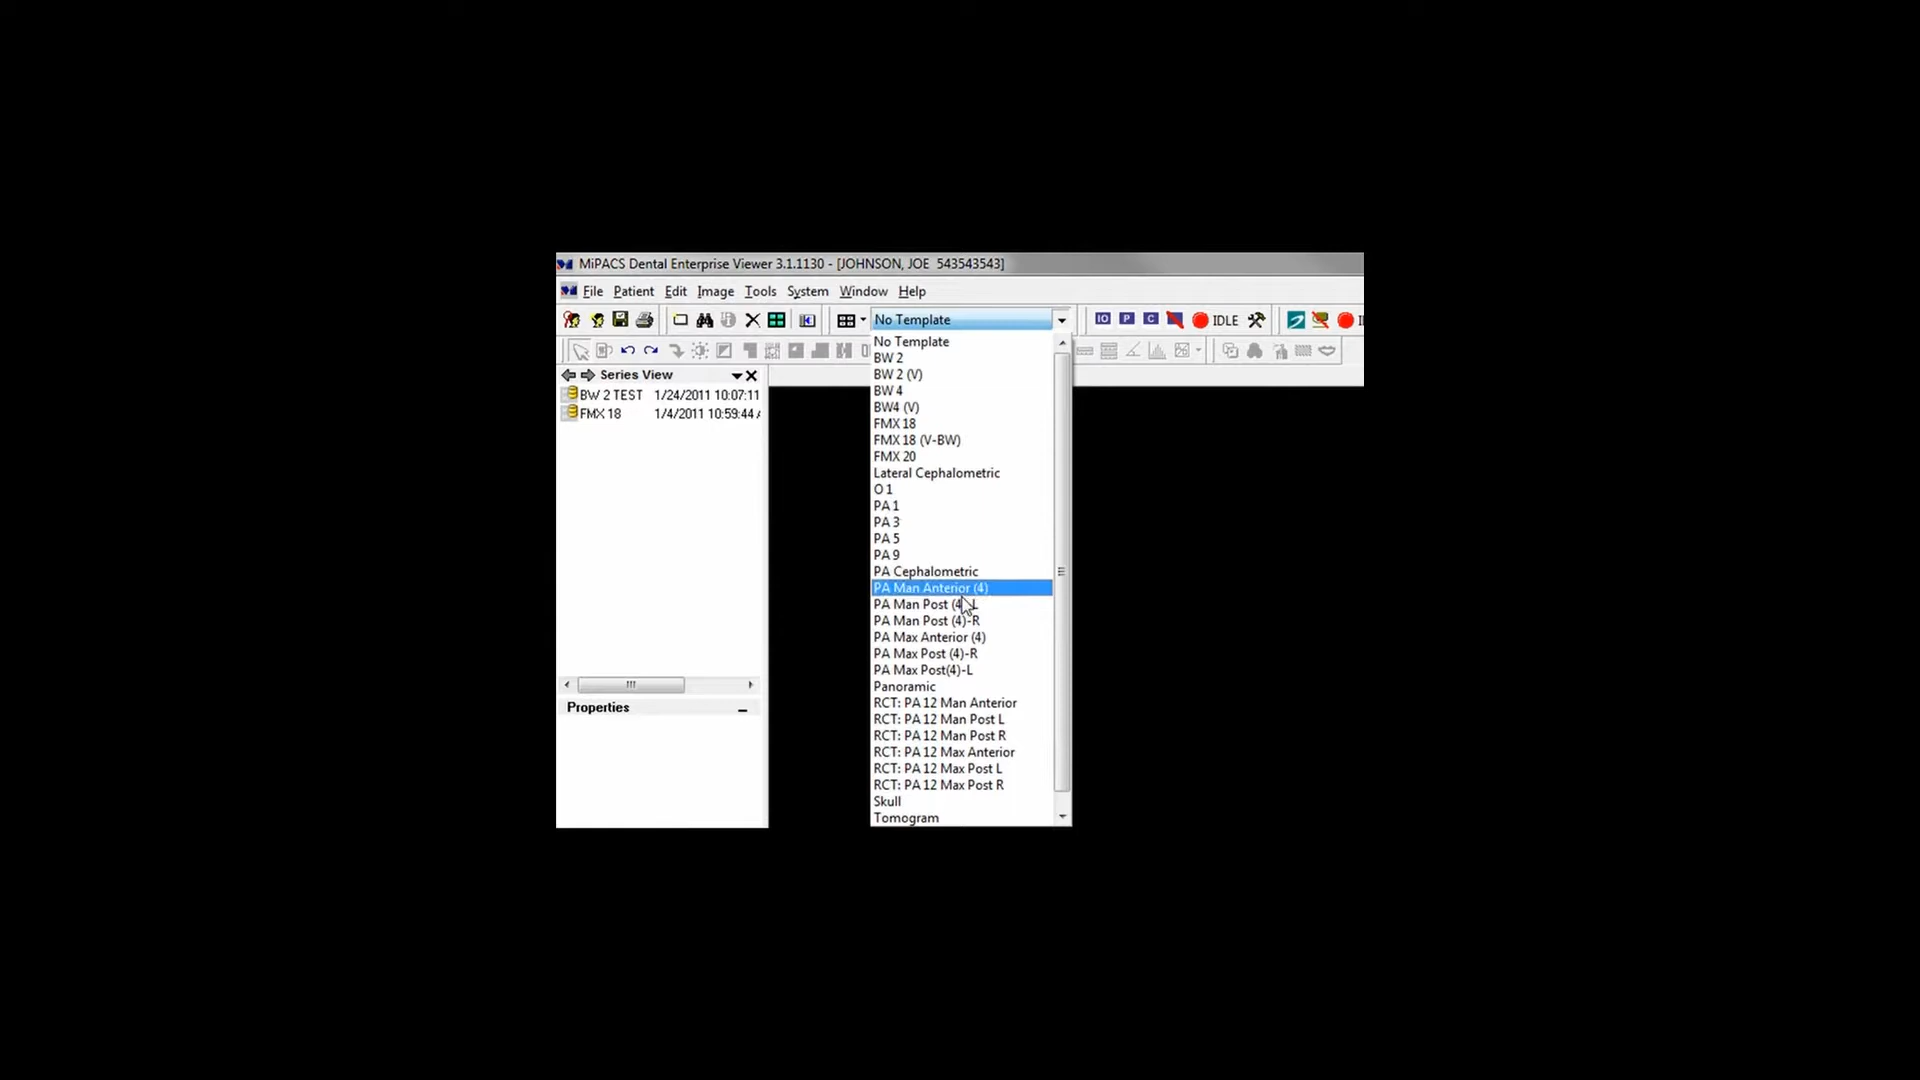 MiPACS Dental Enterprise Viewer 3.1.1130 - [JOHNSON, JOE 543543543]
File Patient Edit Image Tools System Window Help
No Template IO P C IDLE
Series View
BW 2 TEST 1/24/2011 10:07:11
FMX 18 1/4/2011 10:59:44
Properties
No Template
BW 2
BW 2 (V)
BW 4
BW4 (V)
FMX 18
FMX 18 (V-BW)
FMX 20
Lateral Cephalometric
O 1
PA 1
PA 3
PA 5
PA 9
PA Cephalometric
PA Man Anterior (4)
PA Man Post (4)-L
PA Man Post (4)-R
PA Max Anterior (4)
PA Max Post (4)-R
PA Max Post(4)-L
Panoramic
RCT: PA 12 Man Anterior
RCT: PA 12 Man Post L
RCT: PA 12 Man Post R
RCT: PA 12 Max Anterior
RCT: PA 12 Max Post L
RCT: PA 12 Max Post R
Skull
Tomogram